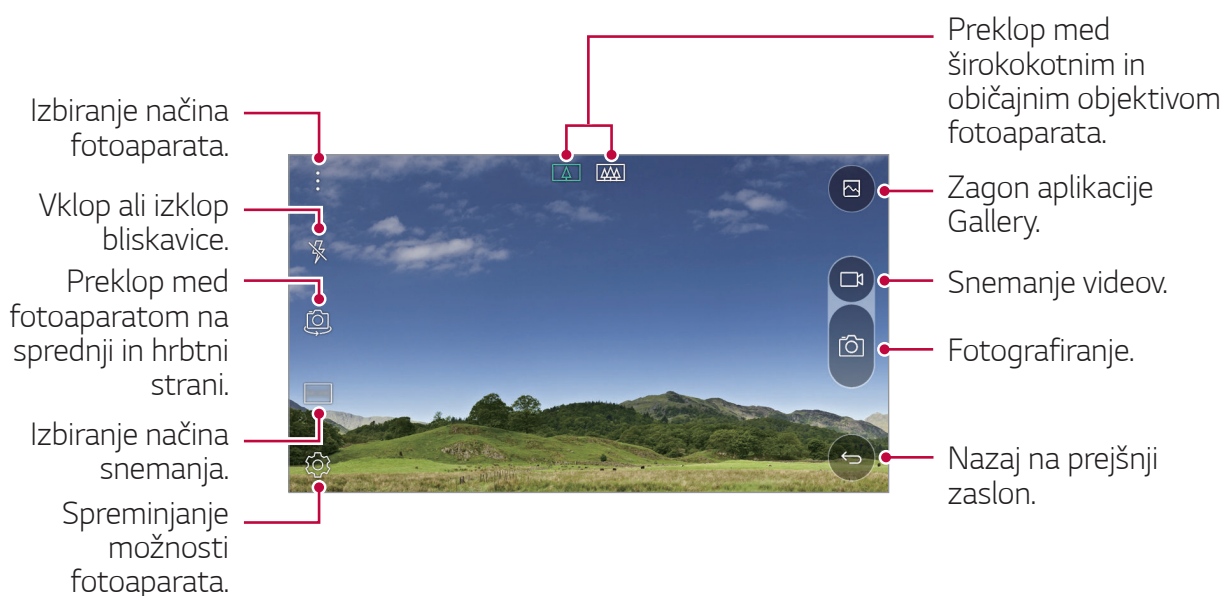 Izbiranje načina
fotoaparata.
Vklop ali izklop
bliskavice.
Preklop med
fotoaparatom na
sprednji in hrbtni
strani.
Izbiranje načina
snemanja.
Spreminjanje
možnosti
fotoaparata.
Preklop med
širokokotnim in
običajnim objektivom
fotoaparata.
Zagon aplikacije
Gallery.
Snemanje videov.
Fotografiranje.
Nazaj na prejšnji
zaslon.